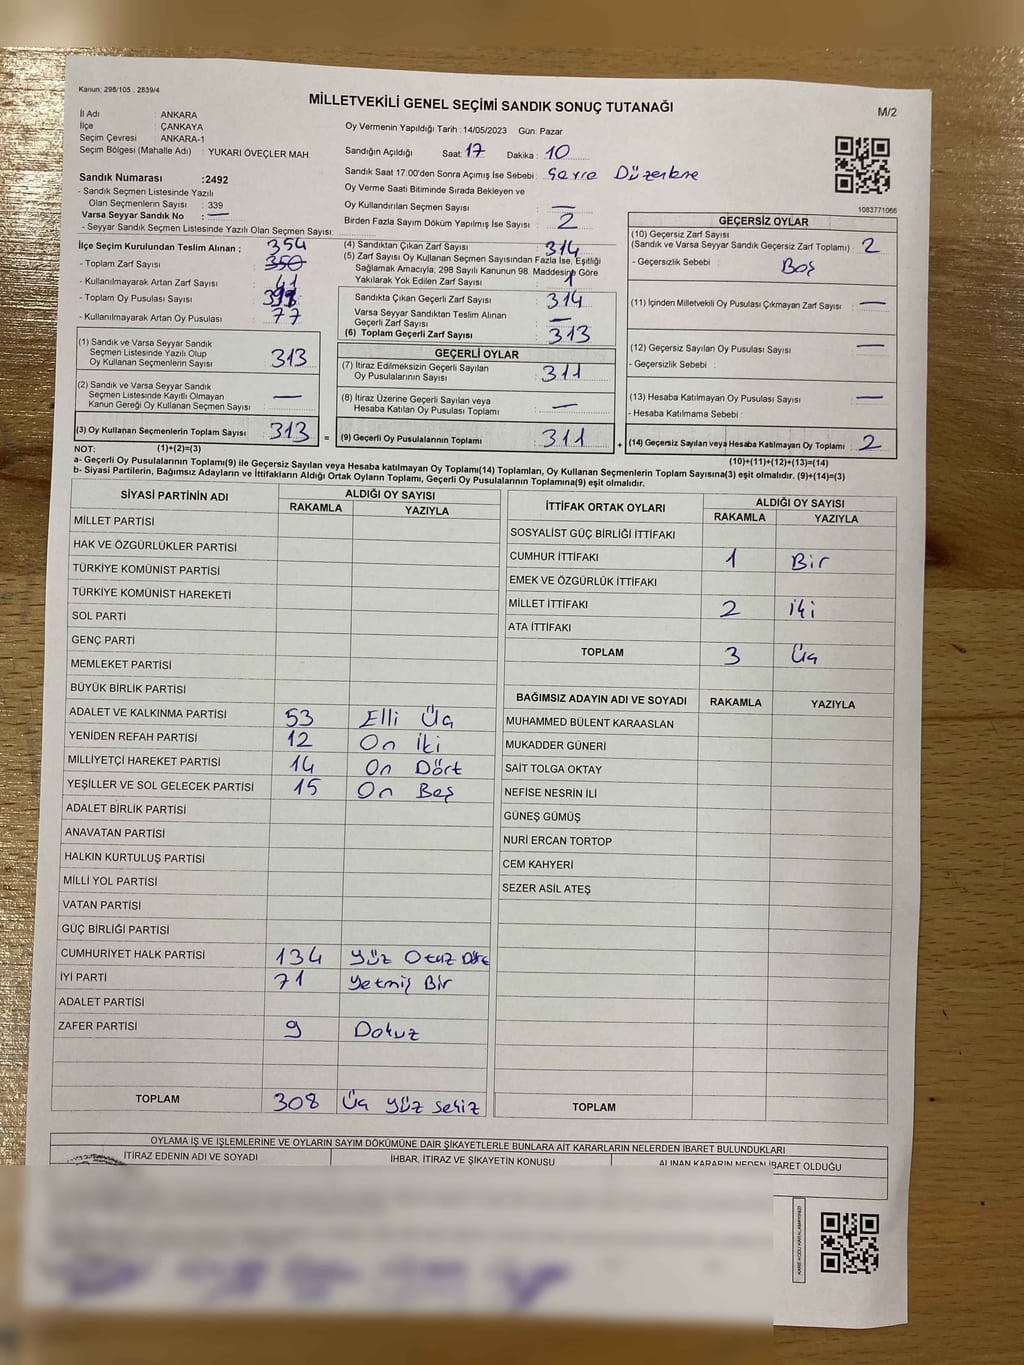 Kanun, 298/105 , 2839/4
MİLLETVEKİLİ GENEL SEÇİMİ SANDIK SONUÇ TUTANAĞI
M/2
İl Adı : ANKARA
İlçe : ÇANKAYA
Seçim Çevresi : ANKARA-1
Seçim Bölgesi (Mahalle Adı) : YUKARI ÖVEÇLER MAH.
Oy Vermenin Yapıldığı Tarih :14/05/2023 Gün: Pazar
Sandığın Açıldığı Saat: 17 Dakika : 10
Sandık Saat 17:00'den Sonra Açımış İse Sebebi : Çevre Düzenleme
Oy Verme Saati Bitiminde Sırada Bekleyen ve
Oy Kullandırılan Seçmen Sayısı : —
Birden Fazla Sayım Döküm Yapılmış İse Sayısı : 2
1083771066
Sandık Numarası :2492
- Sandık Seçmen Listesinde Yazılı
Olan Seçmenlerin Sayısı : 339
Varsa Seyyar Sandık No : —
- Seyyar Sandık Seçmen Listesinde Yazılı Olan Seçmen Sayısı:
İlçe Seçim Kurulundan Teslim Alınan ; 354
- Toplam Zarf Sayısı : 350
- Kullanılmayarak Artan Zarf Sayısı : 41
- Toplam Oy Pusulası Sayısı :
- Kullanılmayarak Artan Oy Pusulası : 77
(1) Sandık ve Varsa Seyyar Sandık
Seçmen Listesinde Yazılı Olup
Oy Kullanan Seçmenlerin Sayısı : 313
(2) Sandık ve Varsa Seyyar Sandık
Seçmen Listesinde Kayıtlı Olmayan
Kanun Gereği Oy Kullanan Seçmen Sayısı : —
(3) Oy Kullanan Seçmenlerin Toplam Sayısı : 313
(4) Sandıktan Çıkan Zarf Sayısı : 314
(5) Zarf Sayısı Oy Kullanan Seçmen Sayısından Fazla İse, Eşitliği
Sağlamak Amacıyla, 298 Sayılı Kanunun 98. Maddesine Göre
Yakılarak Yok Edilen Zarf Sayısı : 1
Sandıkta Çıkan Geçerli Zarf Sayısı : 314
Varsa Seyyar Sandıktan Teslim Alınan
Geçerli Zarf Sayısı : —
(6) Toplam Geçerli Zarf Sayısı : 313
GEÇERLİ OYLAR
(7) İtiraz Edilmeksizin Geçerli Sayılan
Oy Pusulalarının Sayısı : 311
(8) İtiraz Üzerine Geçerli Sayılan veya
Hesaba Katılan Oy Pusulası Toplamı : —
= (9) Geçerli Oy Pusulalarının Toplamı : 311
GEÇERSİZ OYLAR
(10) Geçersiz Zarf Sayısı
(Sandık ve Varsa Seyyar Sandık Geçersiz Zarf Toplamı) : 2
- Geçersizlik Sebebi : Boş
(11) İçinden Milletvekili Oy Pusulası Çıkmayan Zarf Sayısı : —
(12) Geçersiz Sayılan Oy Pusulası Sayısı : —
- Geçersizlik Sebebi :
(13) Hesaba Katılmayan Oy Pusulası Sayısı : —
- Hesaba Katılmama Sebebi :
+ (14) Geçersiz Sayılan veya Hesaba Katılmayan Oy Toplamı : 2
NOT: (1)+(2)=(3)
(10)+(11)+(12)+(13)=(14)
a- Geçerli Oy Pusulalarının Toplamı(9) ile Geçersiz Sayılan veya Hesaba katılmayan Oy Toplamı(14) Toplamları, Oy Kullanan Seçmenlerin Toplam Sayısına(3) eşit olmalıdır. (9)+(14)=(3)
b- Siyasi Partilerin, Bağımsız Adayların ve İttifakların Aldığı Ortak Oyların Toplamı, Geçerli Oy Pusulalarının Toplamına(9) eşit olmalıdır.
SİYASİ PARTİNİN ADI ALDIĞI OY SAYISI
RAKAMLA YAZIYLA
MİLLET PARTİSİ
HAK VE ÖZGÜRLÜKLER PARTİSİ
TÜRKİYE KOMÜNİST PARTİSİ
TÜRKİYE KOMÜNİST HAREKETİ
SOL PARTİ
GENÇ PARTİ
MEMLEKET PARTİSİ
BÜYÜK BİRLİK PARTİSİ
ADALET VE KALKINMA PARTİSİ 53 Elli Üç
YENİDEN REFAH PARTİSİ 12 On İki
MİLLİYETÇİ HAREKET PARTİSİ 14 On Dört
YEŞİLLER VE SOL GELECEK PARTİSİ 15 On Beş
ADALET BİRLİK PARTİSİ
ANAVATAN PARTİSİ
HALKIN KURTULUŞ PARTİSİ
MİLLİ YOL PARTİSİ
VATAN PARTİSİ
GÜÇ BİRLİĞİ PARTİSİ
CUMHURİYET HALK PARTİSİ 134 Yüz Otuz Dört
İYİ PARTİ 71 Yetmiş Bir
ADALET PARTİSİ
ZAFER PARTİSİ 9 Dokuz
TOPLAM 308 Üç Yüz Sekiz
İTTİFAK ORTAK OYLARI ALDIĞI OY SAYISI
RAKAMLA YAZIYLA
SOSYALİST GÜÇ BİRLİĞİ İTTİFAKI
CUMHUR İTTİFAKI 1 Bir
EMEK VE ÖZGÜRLÜK İTTİFAKI
MİLLET İTTİFAKI 2 İki
ATA İTTİFAKI
TOPLAM 3 Üç
BAĞIMSIZ ADAYIN ADI VE SOYADI RAKAMLA YAZIYLA
MUHAMMED BÜLENT KARAASLAN
MUKADDER GÜNERİ
SAİT TOLGA OKTAY
NEFİSE NESRİN İLİ
GÜNEŞ GÜMÜŞ
NURİ ERCAN TORTOP
CEM KAHYERİ
SEZER ASİL ATEŞ
TOPLAM
OYLAMA İŞ VE İŞLEMLERİNE VE OYLARIN SAYIM DÖKÜMÜNE DAİR ŞİKAYETLERLE BUNLARA AİT KARARLARIN NELERDEN İBARET BULUNDUKLARI
İTİRAZ EDENİN ADI VE SOYADI İHBAR, İTİRAZ VE ŞİKAYETİN KONUSU ALINAN KARARIN NEDEN İBARET OLDUĞU